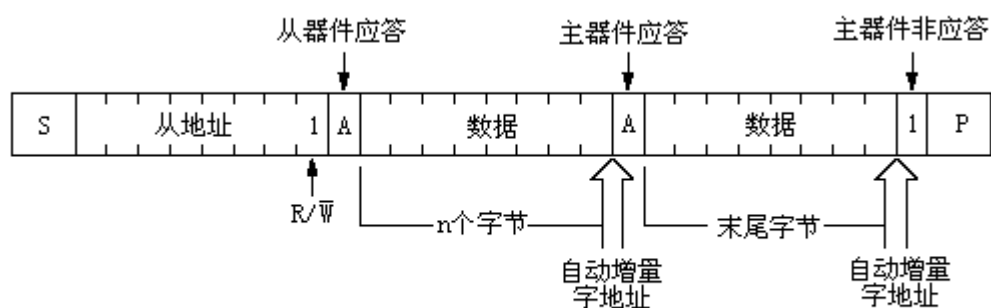 从器件应答 主器件应答 主器件非应答
S 从地址 1 A 数据 A 数据 1 P
R/W̅ n个字节 末尾字节
自动增量 自动增量
字地址 字地址